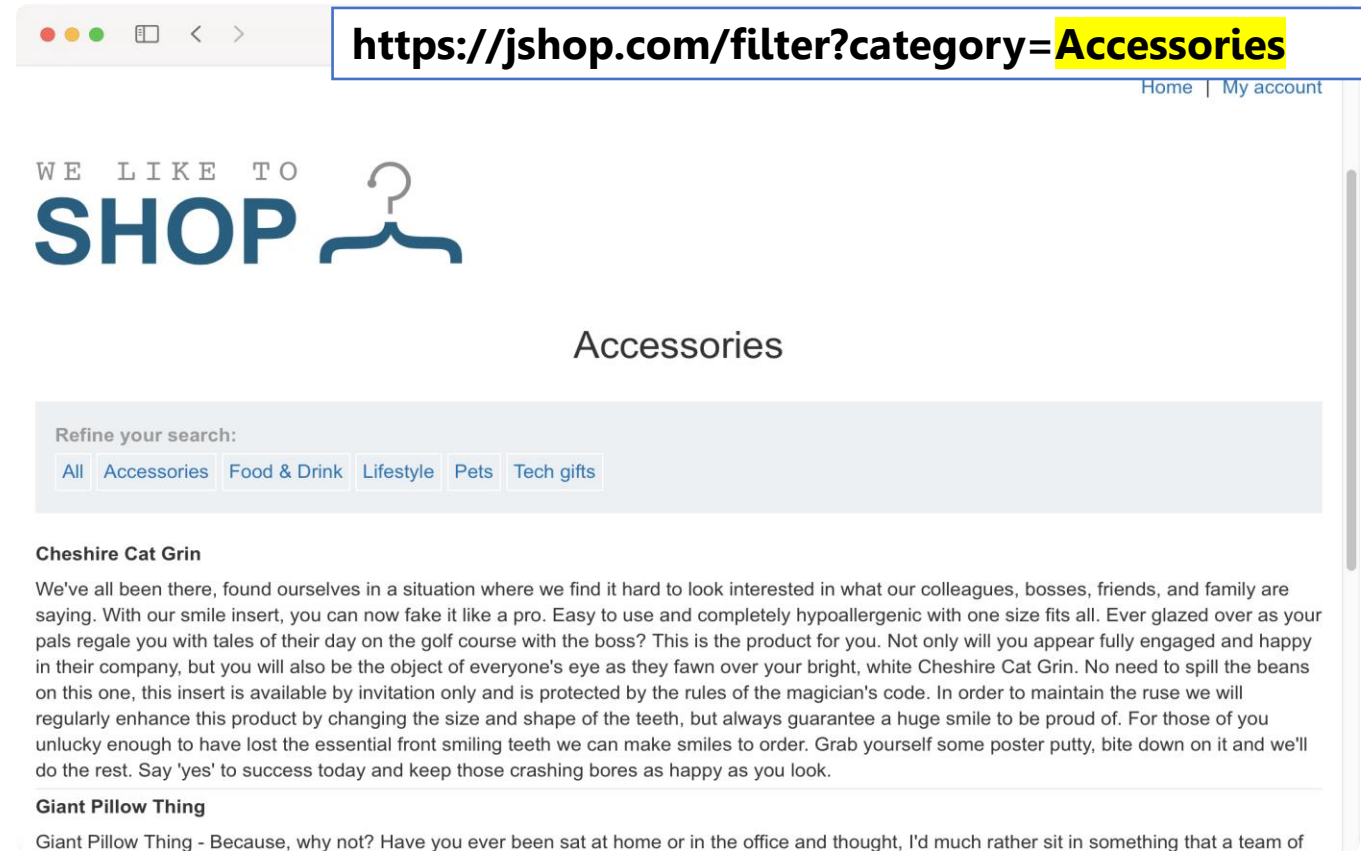 https://jshop.com/filter?category=Accessories
Home | My account
WE LIKE TO
SHOP
Accessories
Refine your search:
All Accessories Food & Drink Lifestyle Pets Tech gifts
Cheshire Cat Grin
We've all been there, found ourselves in a situation where we find it hard to look interested in what our colleagues, bosses, friends, and family are
saying. With our smile insert, you can now fake it like a pro. Easy to use and completely hypoallergenic with one size fits all. Ever glazed over as your
pals regale you with tales of their day on the golf course with the boss? This is the product for you. Not only will you appear fully engaged and happy
in their company, but you will also be the object of everyone's eye as they fawn over your bright, white Cheshire Cat Grin. No need to spill the beans
on this one, this insert is available by invitation only and is protected by the rules of the magician's code. In order to maintain the ruse we will
regularly enhance this product by changing the size and shape of the teeth, but always guarantee a huge smile to be proud of. For those of you
unlucky enough to have lost the essential front smiling teeth we can make smiles to order. Grab yourself some poster putty, bite down on it and we'll
do the rest. Say 'yes' to success today and keep those crashing bores as happy as you look.
Giant Pillow Thing
Giant Pillow Thing - Because, why not? Have you ever been sat at home or in the office and thought, I'd much rather sit in something that a team of